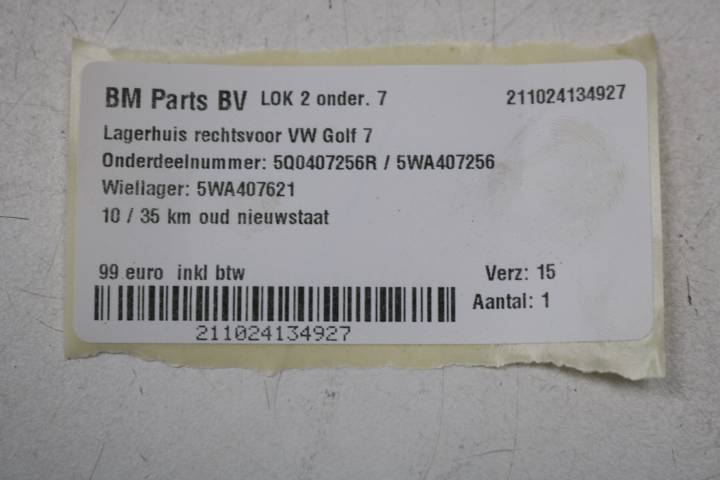 BM Parts BV LOK 2 onder. 7 211024134927
Lagerhuis rechtsvoor VW Golf 7
Onderdeelnummer: 5Q0407256R / 5WA407256
Wiellager: 5WA407621
10 / 35 km oud nieuwstaat
99 euro inkl btw Verz: 15
Aantal: 1
211024134927